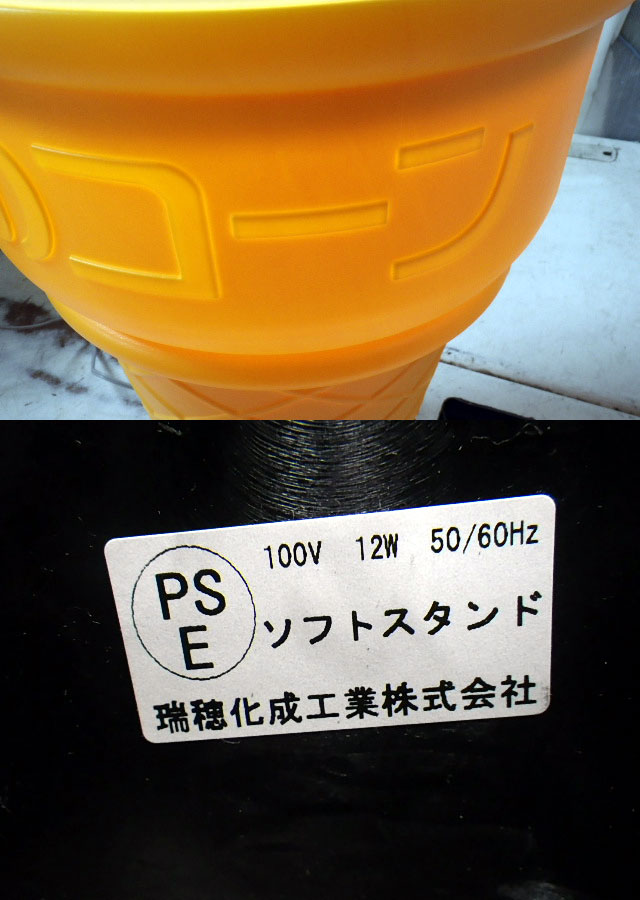 コーン
100V 12W 50/60Hz
PS
E
ソフトスタンド
瑞穂化成工業株式会社